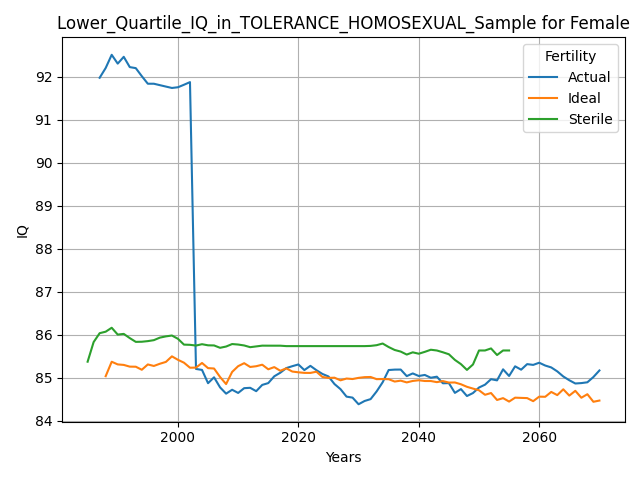 Lower_Quartile_IQ_in_TOLERANCE_HOMOSEXUAL_Sample for Female
Fertility
Actual
Ideal
Sterile
IQ
92
91
90
89
88
87
86
85
84
2000
2020
2040
2060
Years